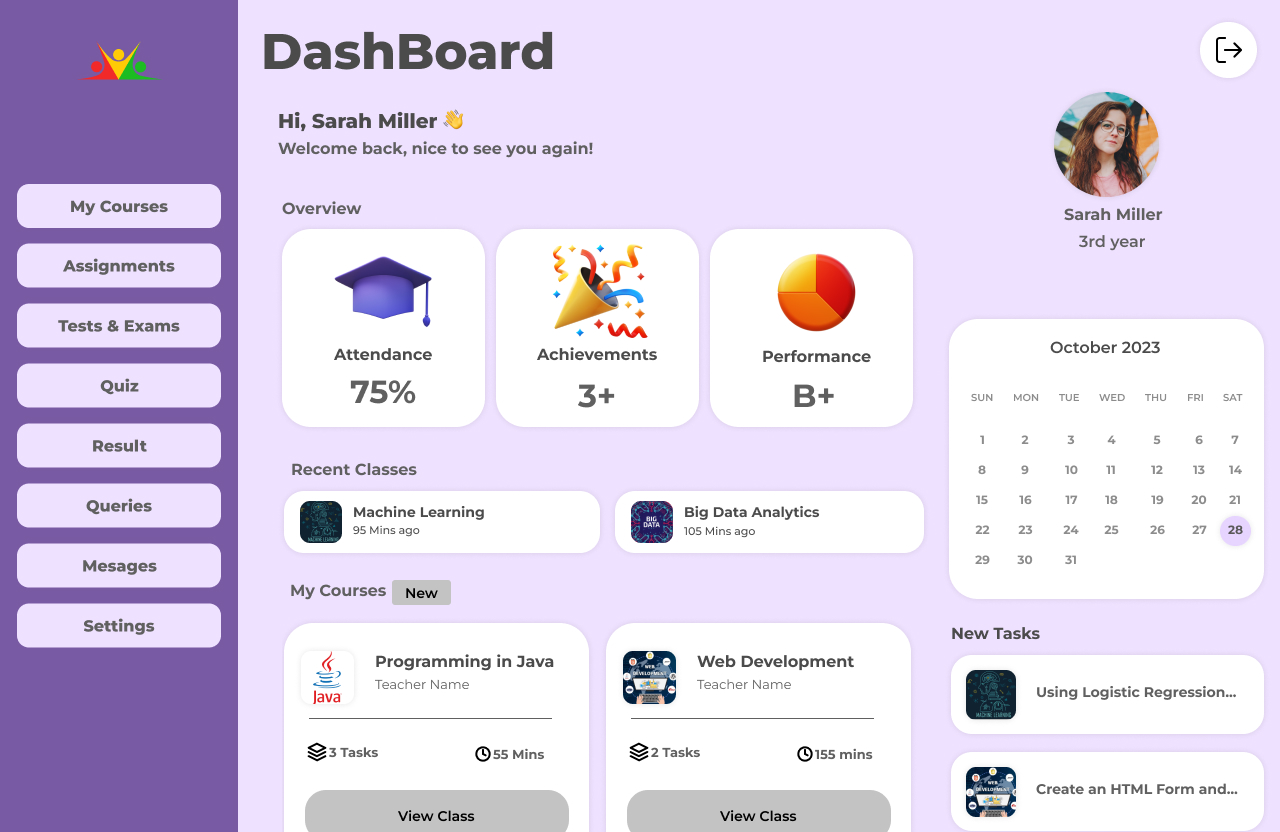 DashBoard
Hi, Sarah Miller 👋
Welcome back, nice to see you again!
My Courses
Assignments
Tests & Exams
Quiz
Result
Queries
Mesages
Settings
Overview
Attendance
75%
Achievements
3+
Performance
B+
Recent Classes
Machine Learning
95 Mins ago
BIG DATA
Big Data Analytics
105 Mins ago
My Courses New
Java
Programming in Java
Teacher Name
3 Tasks 55 Mins
View Class
WEB
DEVELOPMENT
Web Development
Teacher Name
2 Tasks 155 mins
View Class
Sarah Miller
3rd year
October 2023
SUN MON TUE WED THU FRI SAT
1 2 3 4 5 6 7
8 9 10 11 12 13 14
15 16 17 18 19 20 21
22 23 24 25 26 27 28
29 30 31
New Tasks
MACHINE LEARNING
Using Logistic Regression...
WEB
DEVELOPMENT
Create an HTML Form and...